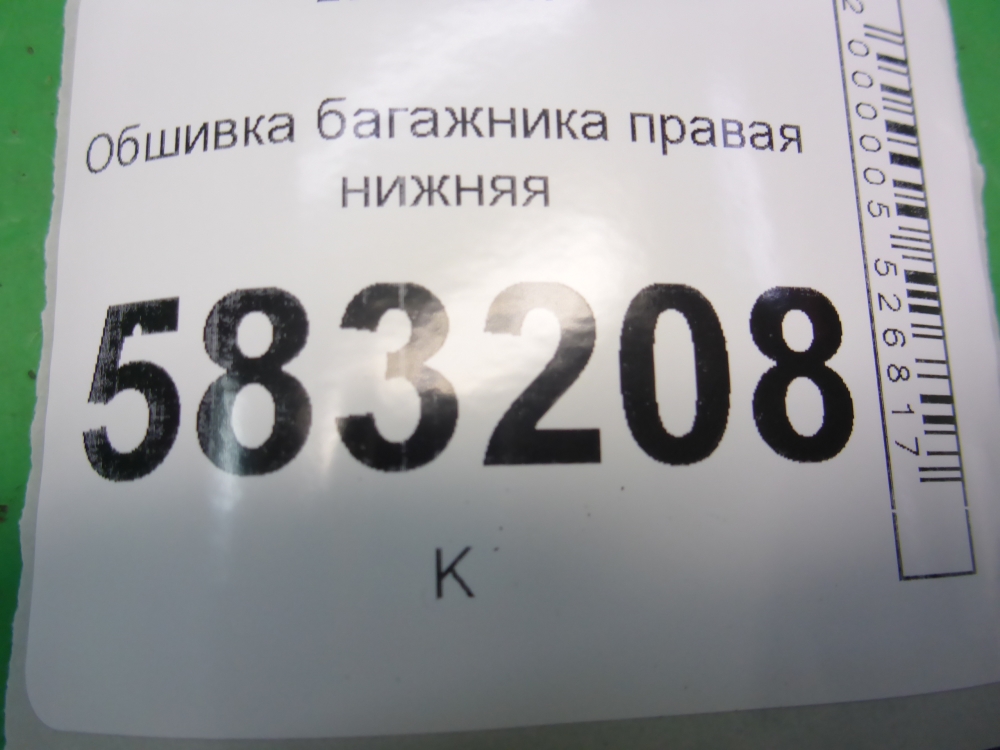 Обшивка багажника правая
нижняя
583208
К
2000005526817